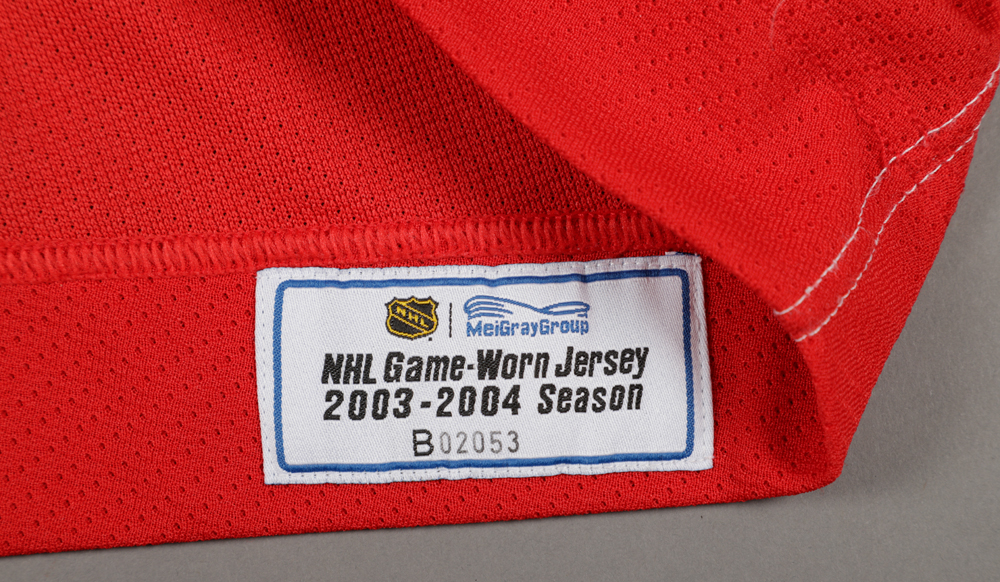 NHL | MeiGrayGroup
NHL Game-Worn Jersey
2003-2004 Season
B02053